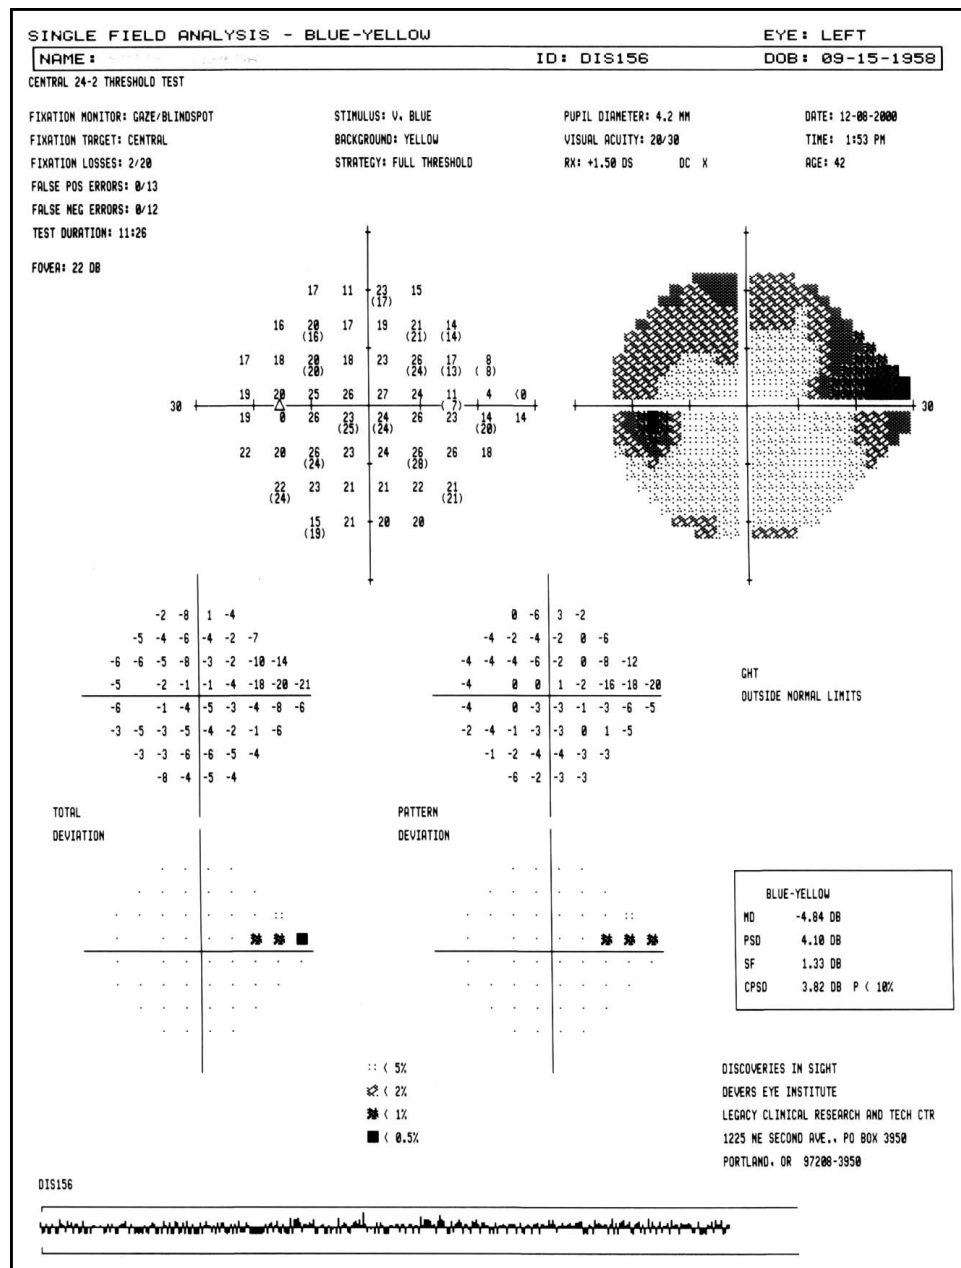 SINGLE FIELD ANALYSIS - BLUE-YELLOW EYE: LEFT
NAME: ID: DIS156 DOB: 09-15-1958
CENTRAL 24-2 THRESHOLD TEST
FIXATION MONITOR: GAZE/BLINDSPOT STIMULUS: V, BLUE PUPIL DIAMETER: 4.2 MM DATE: 12-08-2000
FIXATION TARGET: CENTRAL BACKGROUND: YELLOW VISUAL ACUITY: 20/30 TIME: 1:53 PM
FIXATION LOSSES: 2/20 STRATEGY: FULL THRESHOLD RX: +1.50 DS DC X AGE: 42
FALSE POS ERRORS: 0/13
FALSE NEG ERRORS: 0/12
TEST DURATION: 11:26
FOVEA: 22 DB
17 11 23 15
(17)
16 20 17 19 21 14
(16) (21) (14)
17 18 20 18 23 26 17 8
(20) (24) (13) ( 8)
19 20 25 26 27 24 11 4 (0
30 ( 7) 30
19 0 26 23 24 26 23 14 14
(25) (24) (20)
22 20 26 23 24 26 26 18
(24) (28)
22 23 21 21 22 21
(24) (21)
15 21 20 20
(19)
-2 -8 1 -4 0 -6 3 -2
-5 -4 -6 -4 -2 -7 -4 -2 -4 -2 0 -6
-6 -6 -5 -8 -3 -2 -10 -14 -4 -4 -4 -6 -2 0 -8 -12
-5 -2 -1 -1 -4 -18 -20 -21 -4 0 0 1 -2 -16 -18 -20
-6 -1 -4 -5 -3 -4 -8 -6 -4 0 -3 -3 -1 -3 -6 -5
-3 -5 -3 -5 -4 -2 -1 -6 -2 -4 -1 -3 -3 0 1 -5
-3 -3 -6 -6 -5 -4 -1 -2 -4 -4 -3 -3
-8 -4 -5 -4 -6 -2 -3 -3
GHT
OUTSIDE NORMAL LIMITS
TOTAL PATTERN
DEVIATION DEVIATION
BLUE-YELLOW
MD -4.84 DB
PSD 4.10 DB
SF 1.33 DB
CPSD 3.82 DB P < 10%
< 5%
< 2%
< 1%
< 0.5%
DISCOVERIES IN SIGHT
DEVERS EYE INSTITUTE
LEGACY CLINICAL RESEARCH AND TECH CTR
1225 NE SECOND AVE., PO BOX 3950
PORTLAND, OR 97208-3950
DIS156